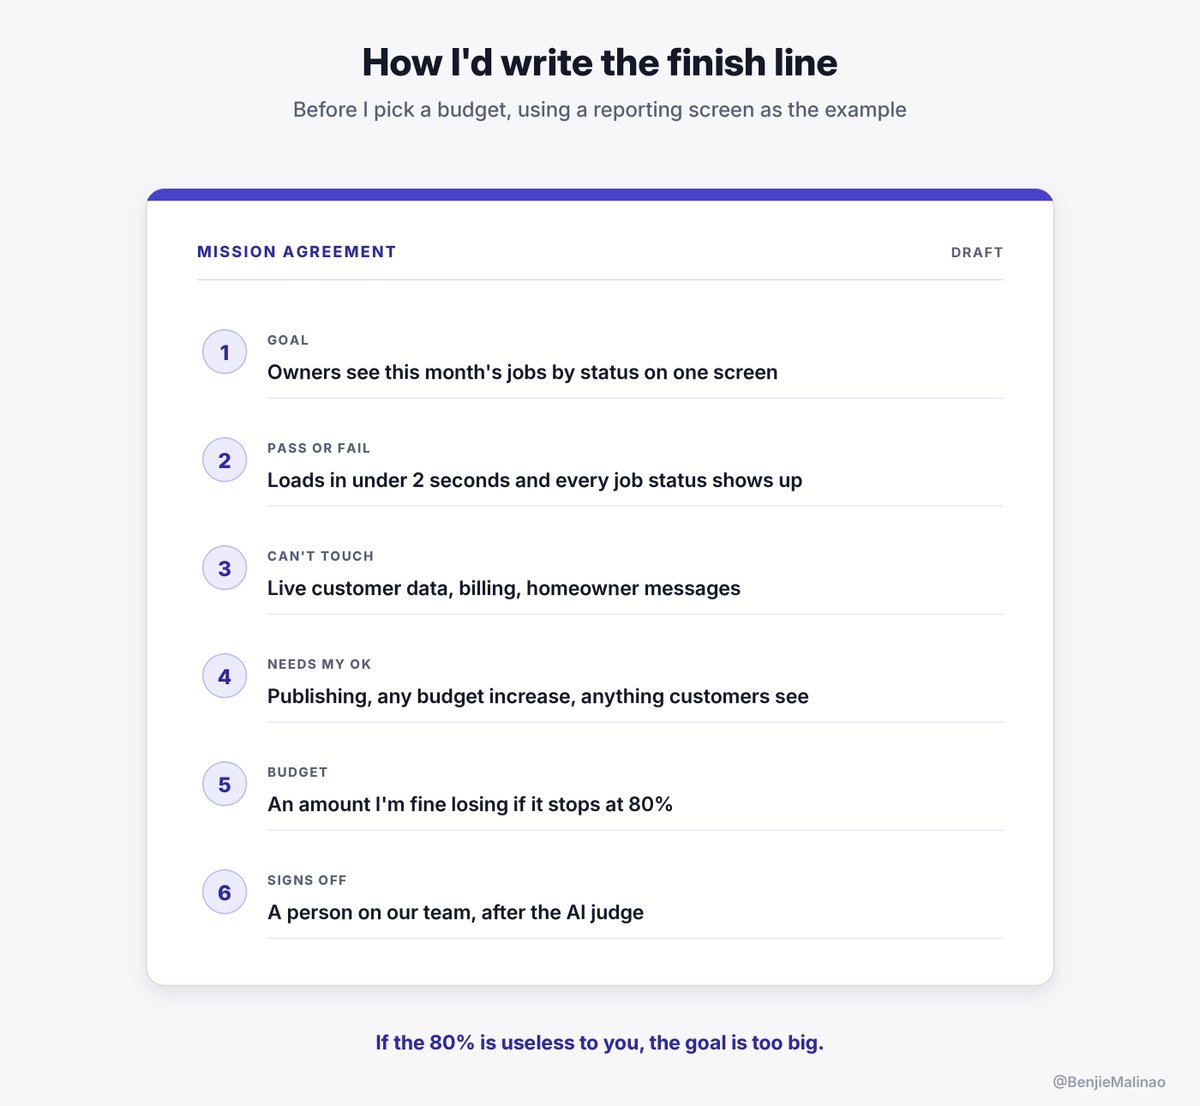 How I'd write the finish line
Before I pick a budget, using a reporting screen as the example
MISSION AGREEMENT
DRAFT
1
GOAL
Owners see this month's jobs by status on one screen
2
PASS OR FAIL
Loads in under 2 seconds and every job status shows up
3
CAN'T TOUCH
Live customer data, billing, homeowner messages
4
NEEDS MY OK
Publishing, any budget increase, anything customers see
5
BUDGET
An amount I'm fine losing if it stops at 80%
6
SIGNS OFF
A person on our team, after the AI judge
If the 80% is useless to you, the goal is too big.
@BenjieMalinao